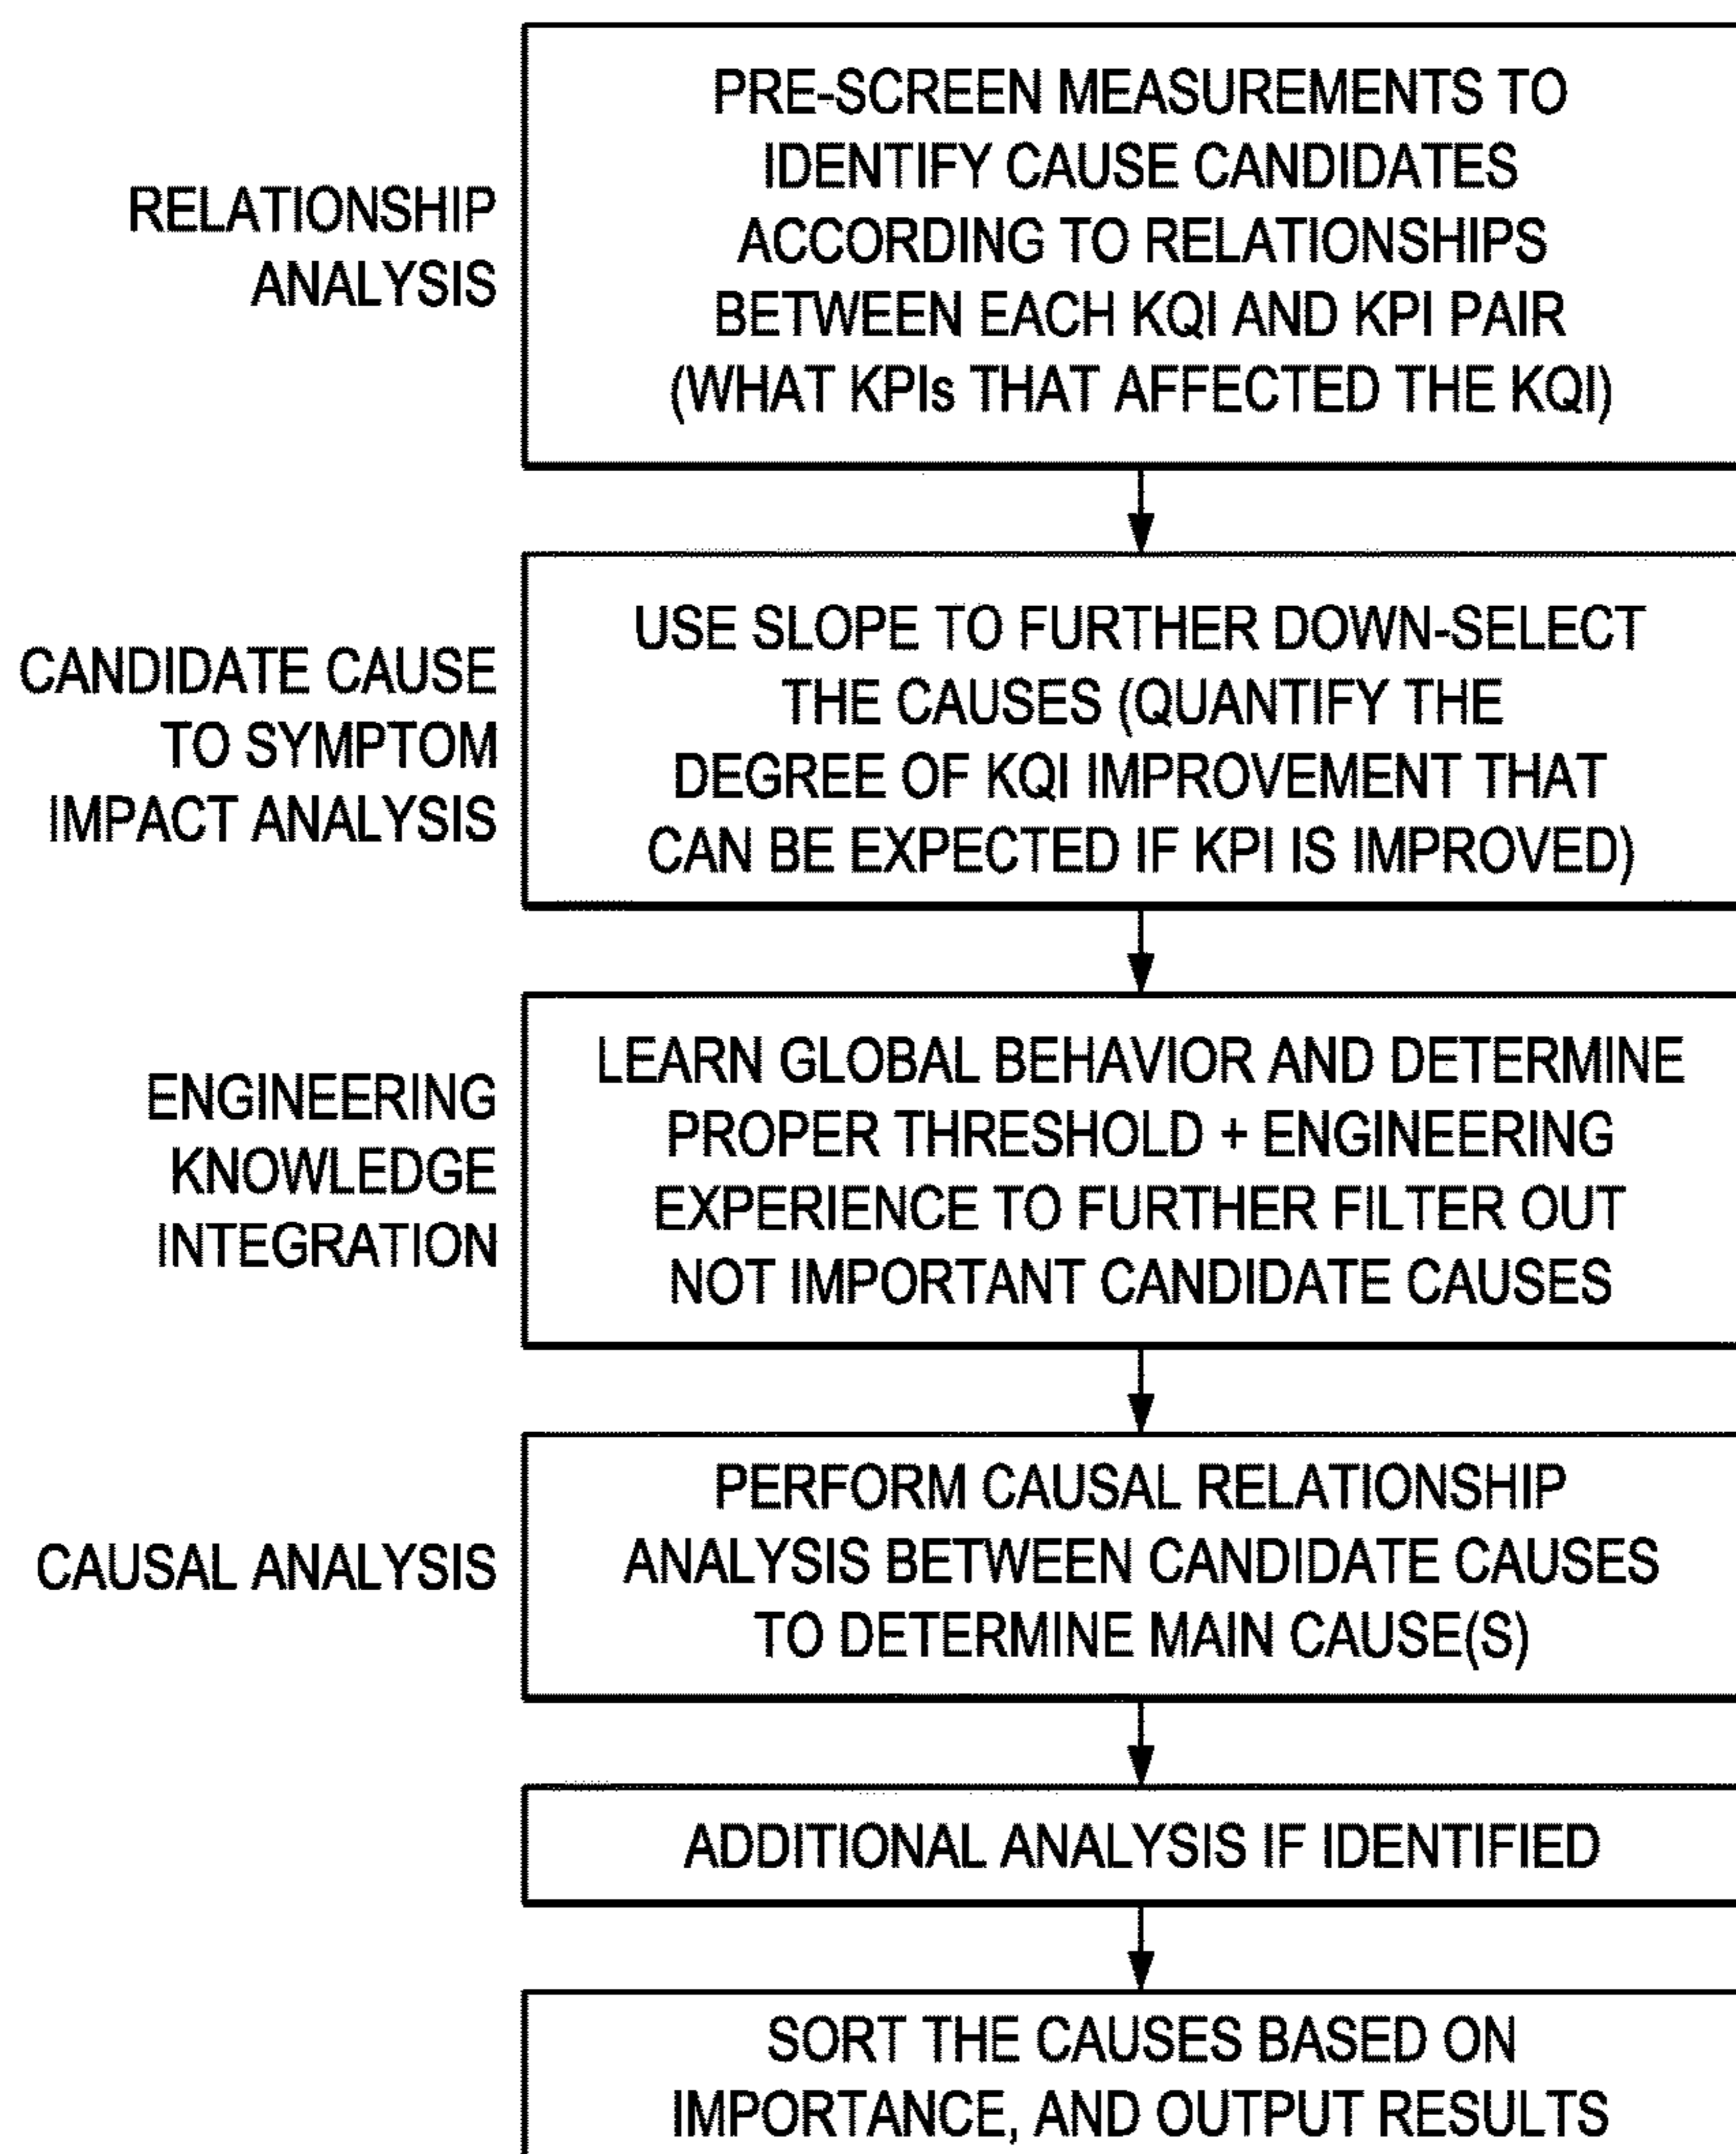 RELATIONSHIP
ANALYSIS
PRE-SCREEN MEASUREMENTS TO
IDENTIFY CAUSE CANDIDATES
ACCORDING TO RELATIONSHIPS
BETWEEN EACH KQI AND KPI PAIR
(WHAT KPIs THAT AFFECTED THE KQI)
CANDIDATE CAUSE
TO SYMPTOM
IMPACT ANALYSIS
USE SLOPE TO FURTHER DOWN-SELECT
THE CAUSES (QUANTIFY THE
DEGREE OF KQI IMPROVEMENT THAT
CAN BE EXPECTED IF KPI IS IMPROVED)
ENGINEERING
KNOWLEDGE
INTEGRATION
LEARN GLOBAL BEHAVIOR AND DETERMINE
PROPER THRESHOLD + ENGINEERING
EXPERIENCE TO FURTHER FILTER OUT
NOT IMPORTANT CANDIDATE CAUSES
CAUSAL ANALYSIS
PERFORM CAUSAL RELATIONSHIP
ANALYSIS BETWEEN CANDIDATE CAUSES
TO DETERMINE MAIN CAUSE(S)
ADDITIONAL ANALYSIS IF IDENTIFIED
SORT THE CAUSES BASED ON
IMPORTANCE, AND OUTPUT RESULTS